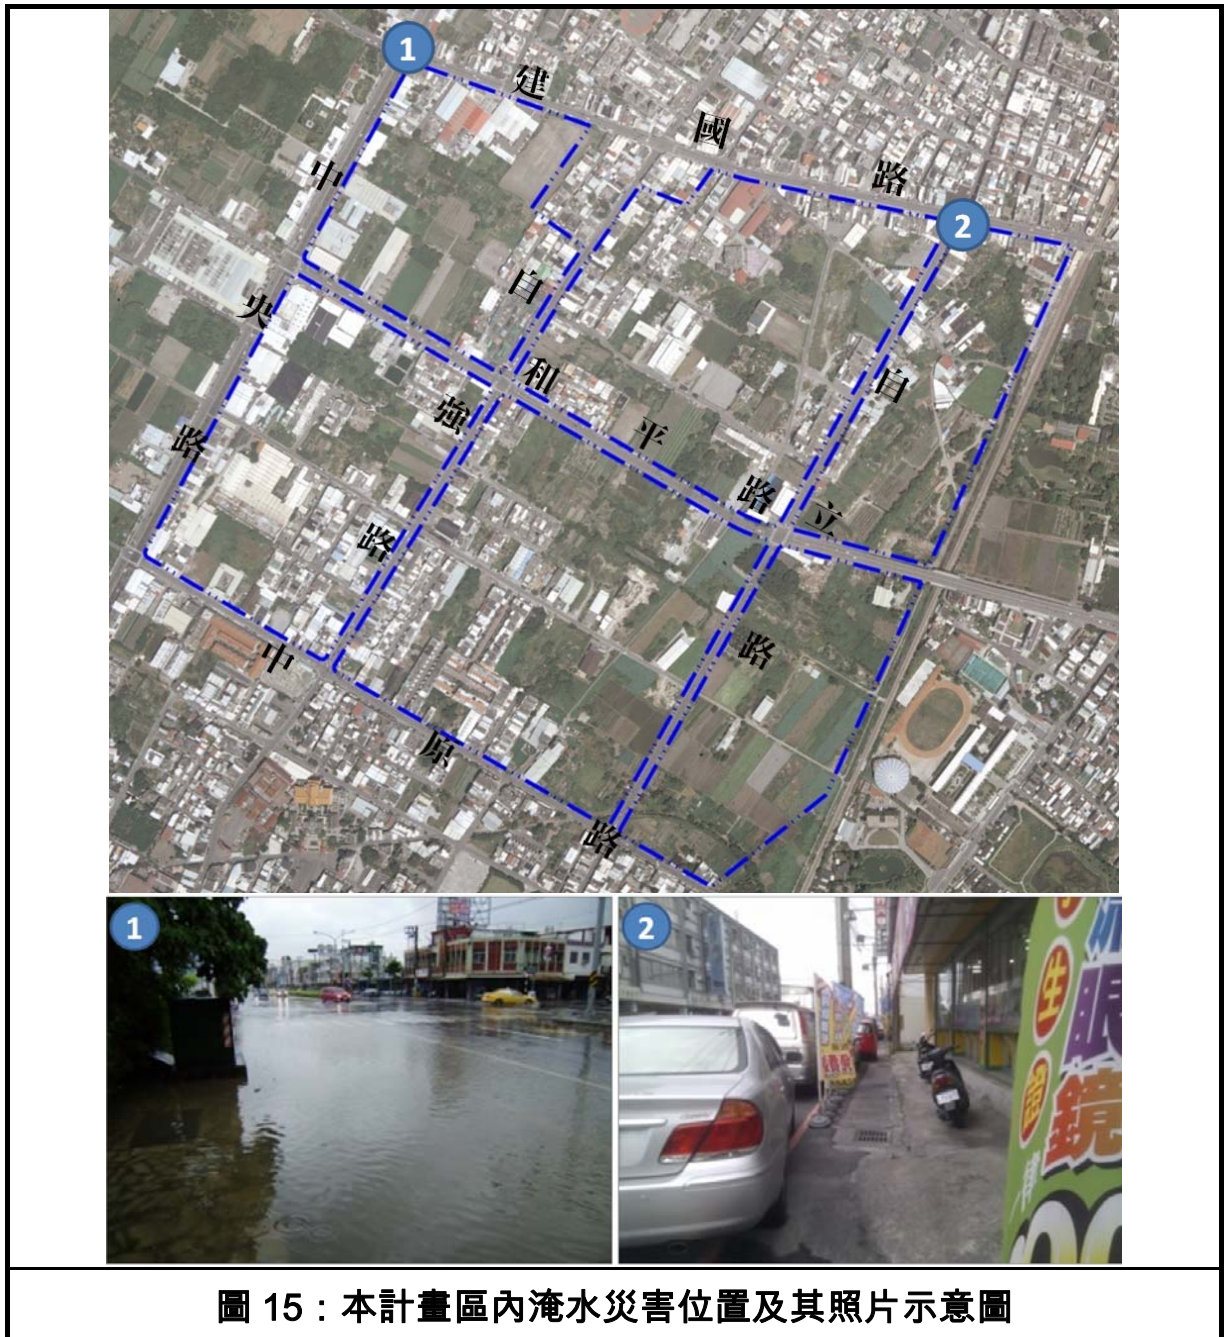 1
建國路
2
中央路
自強路
和平路
自立路
中原路
1
2
生
眼
鏡
圖 15：本計畫區內淹水災害位置及其照片示意圖